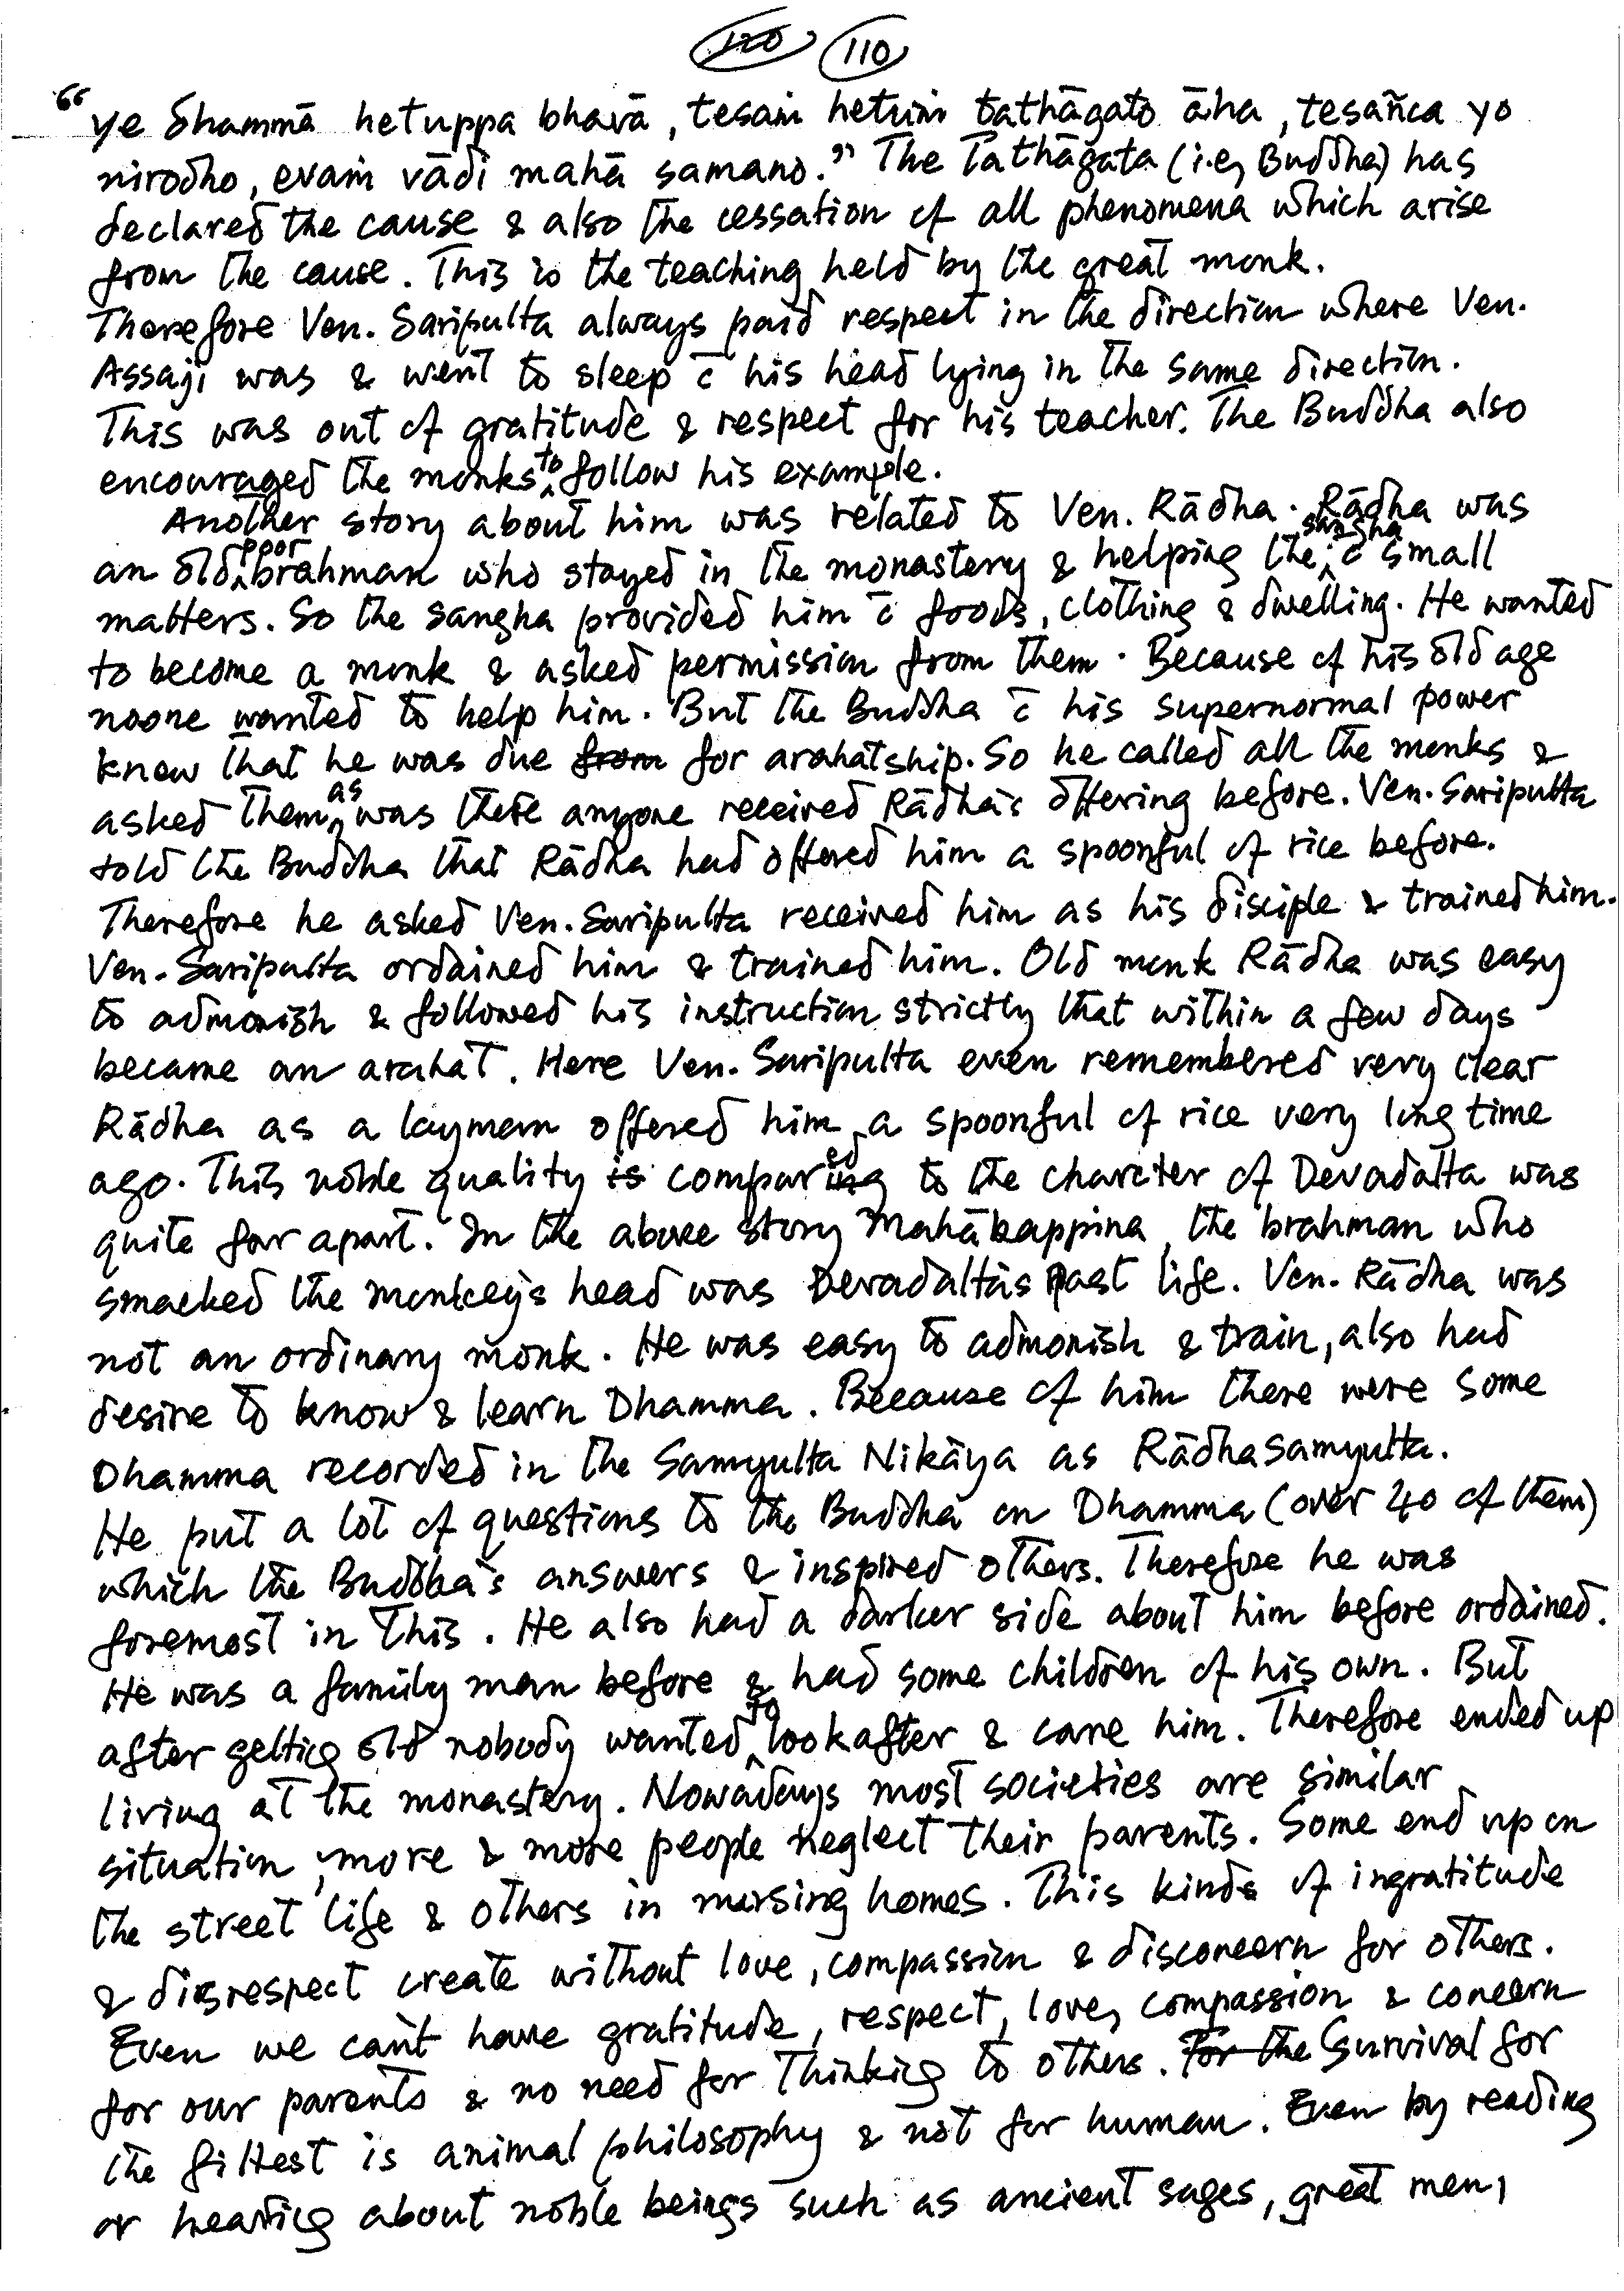 120 110
“ye dhammā hetuppa bhavā, tesaṁ hetuṁ tathāgato āha, tesañca yo
nirodho, evaṁ vādi mahā samano.” The Tathāgata (i.e, Buddha) has
declared the cause & also the cessation of all phenomena which arise
from the cause. This is the teaching held by the great monk.
Therefore Ven. Saripulta always paid respect in the direction where Ven.
Assaji was & went to sleep c̄ his head lying in the same direction.
This was out of gratitude & respect for his teacher. The Buddha also
encouraged the monks to follow his example.
Another story about him was related to Ven. Rādha. Rādha was
an old poor brahman who stayed in the monastery & helping the sangha c̄ small
matters. So the sangha provided him c̄ foods, clothing & dwelling. He wanted
to become a monk & asked permission from them. Because of his old age
noone wanted to help him. But the Buddha c̄ his supernormal power
knew that he was due from for arahatship. So he called all the monks &
asked them as was there anyone received Rādha's offering before. Ven. Saripulta
told the Buddha that Rādha had offered him a spoonful of rice before.
Therefore he asked Ven. Saripulta received him as his disciple & trained him.
Ven. Saripulta ordained him & trained him. Old monk Rādha was easy
to admonish & followed his instruction strictly that within a few days
became an arahat. Here Ven. Saripulta even remembered very clear
Rādha as a layman offered him a spoonful of rice very long time
ago. This noble quality is compared to the charcter of Devadatta was
quite far apart. In the above story Mahākappina, the brahman who
smacked the monkey's head was Devadatta's past life. Ven. Rādha was
not an ordinary monk. He was easy to admonish & train, also had
desire to know & learn Dhamma. Because of him there were some
Dhamma recorded in the Samyutta Nikāya as Rādhasamyutta.
He put a lot of questions to the Buddha on Dhamma (over 40 of them)
which the Buddha's answers & inspired others. Therefore he was
foremost in this. He also had a darker side about him before ordained.
He was a family man before & had some children of his own. But
after getting old nobody wanted to look after & care him. Therefore ended up
living at the monastery. Nowadays most societies are similar
situation, more & more people neglect their parents. Some end up on
the street life & others in nursing homes. This kinds of ingratitude
& disrespect create without love, compassion & disconcern for others.
Even we can't have gratitude, respect, love, compassion & concern
for our parents & no need for thinking to others. For the Survival for
the fittest is animal philosophy & not for human. Even by reading
or hearing about noble beings such as ancient sages, great men,